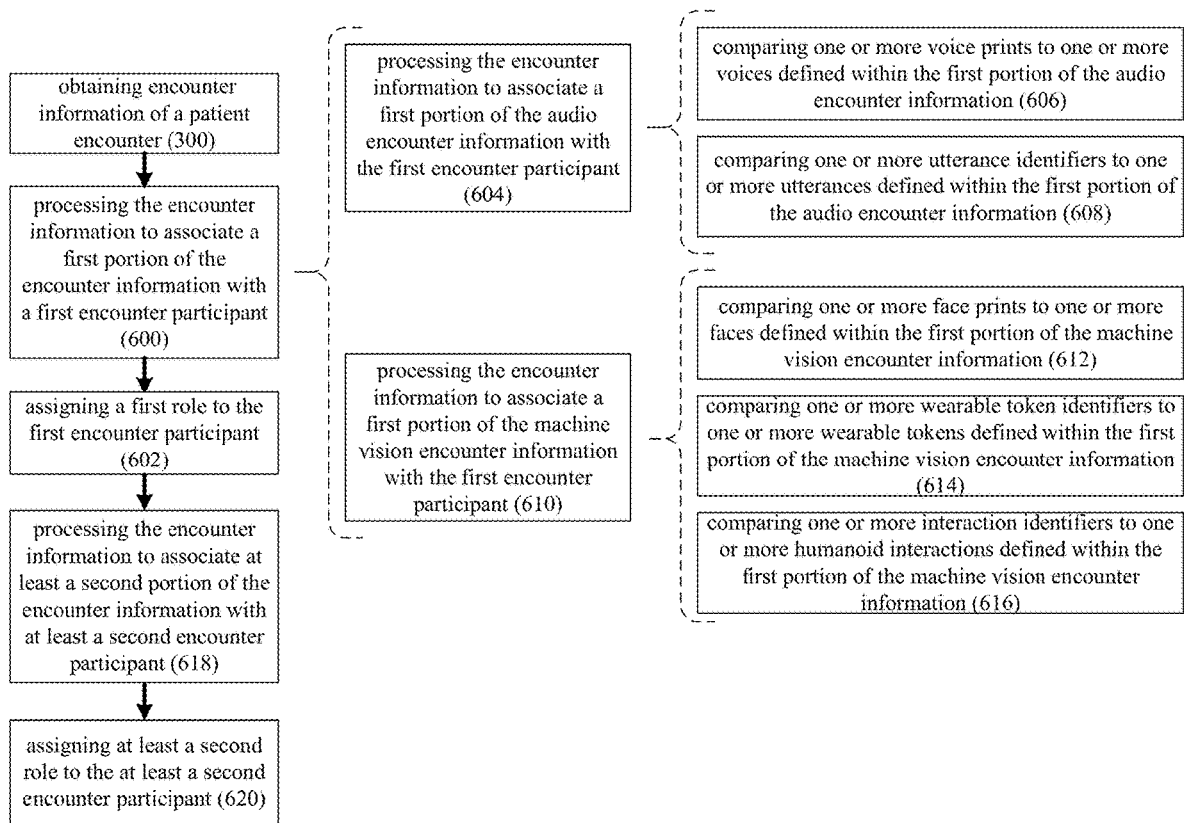 obtaining encounter
information of a patient
encounter (300)
processing the encounter
information to associate a
first portion of the
encounter information with
a first encounter participant
(600)
assigning a first role to the
first encounter participant
(602)
processing the encounter
information to associate at
least a second portion of the
encounter information with
at least a second encounter
participant (618)
assigning at least a second
role to the at least a second
encounter participant (620)
processing the encounter
information to associate a
first portion of the audio
encounter information with
the first encounter participant
(604)
processing the encounter
information to associate a
first portion of the machine
vision encounter information
with the first encounter
participant (610)
comparing one or more voice prints to one or more
voices defined within the first portion of the audio
encounter information (606)
comparing one or more utterance identifiers to one
or more utterances defined within the first portion of
the audio encounter information (608)
comparing one or more face prints to one or more
faces defined within the first portion of the machine
vision encounter information (612)
comparing one or more wearable token identifiers to
one or more wearable tokens defined within the first
portion of the machine vision encounter information
(614)
comparing one or more interaction identifiers to one
or more humanoid interactions defined within the
first portion of the machine vision encounter
information (616)